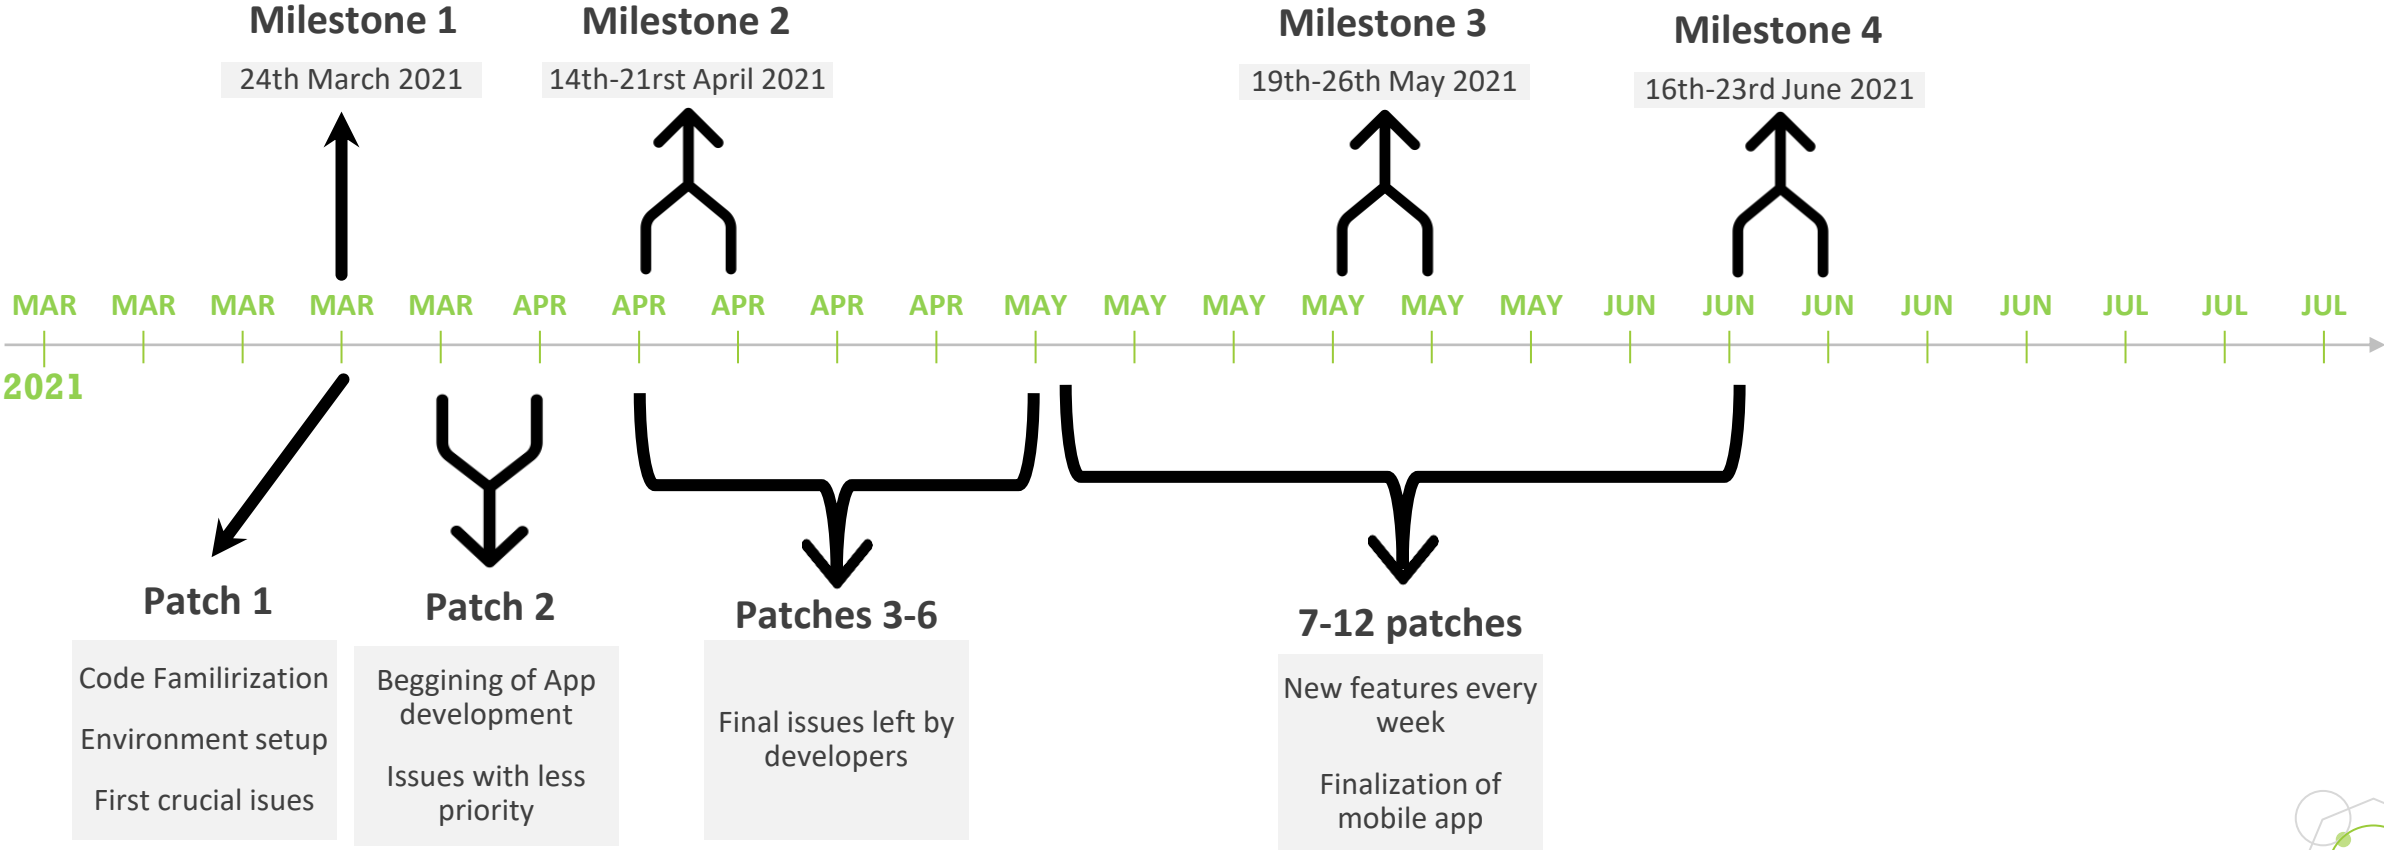 Milestone 1
24th March 2021
Milestone 2
14th-21rst April 2021
Milestone 3
19th-26th May 2021
Milestone 4
16th-23rd June 2021
MAR MAR MAR MAR MAR APR APR APR APR APR MAY MAY MAY MAY MAY MAY JUN JUN JUN JUN JUN JUL JUL JUL
2021
Patch 1
Code Familirization
Environment setup
First crucial isues
Patch 2
Beggining of App
development
Issues with less
priority
Patches 3-6
Final issues left by
developers
7-12 patches
New features every
week
Finalization of
mobile app